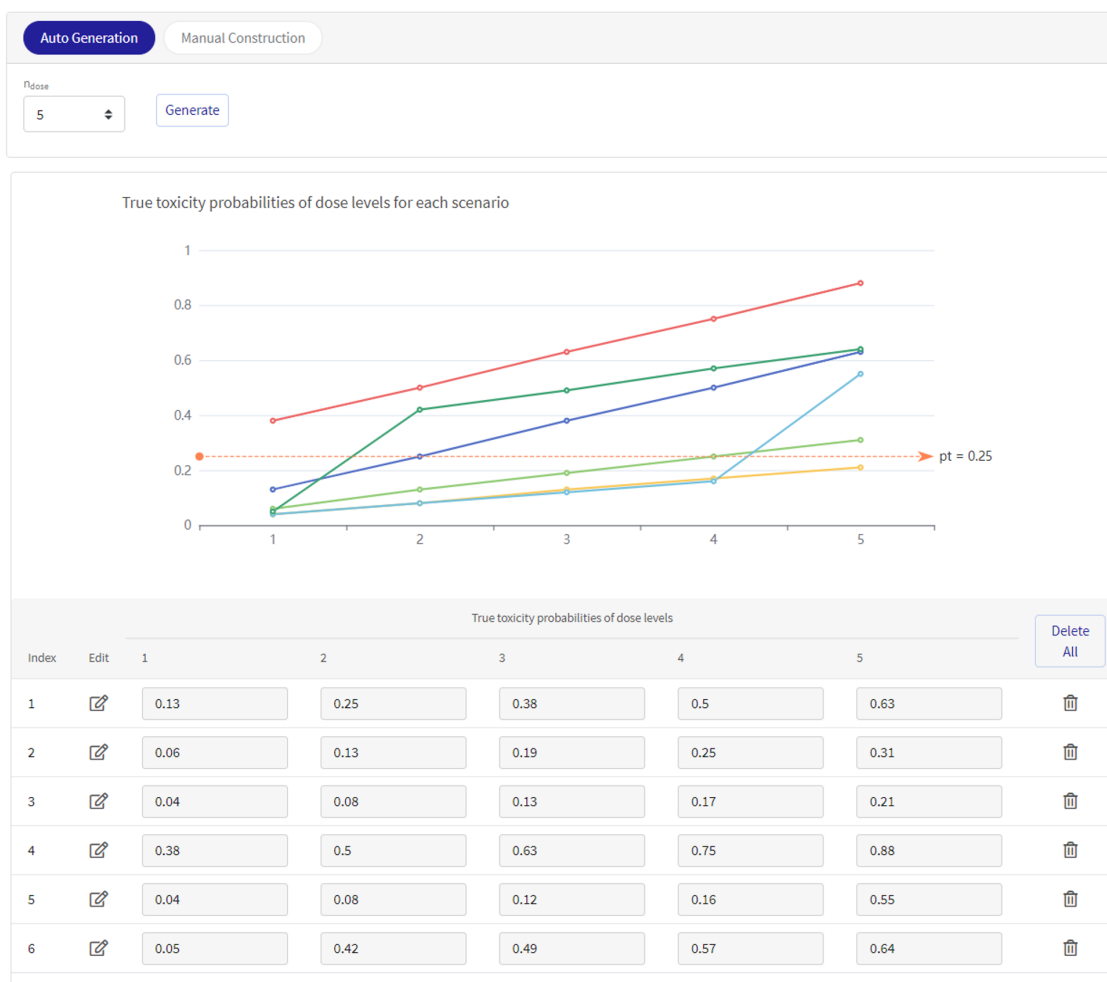 Auto Generation Manual Construction
ndose
5 Generate
True toxicity probabilities of dose levels for each scenario
1
0.8
0.6
0.4
pt = 0.25
0.2
0
1 2 3 4 5
True toxicity probabilities of dose levels
Delete
All
Index Edit 1 2 3 4 5
1 0.13 0.25 0.38 0.5 0.63
2 0.06 0.13 0.19 0.25 0.31
3 0.04 0.08 0.13 0.17 0.21
4 0.38 0.5 0.63 0.75 0.88
5 0.04 0.08 0.12 0.16 0.55
6 0.05 0.42 0.49 0.57 0.64